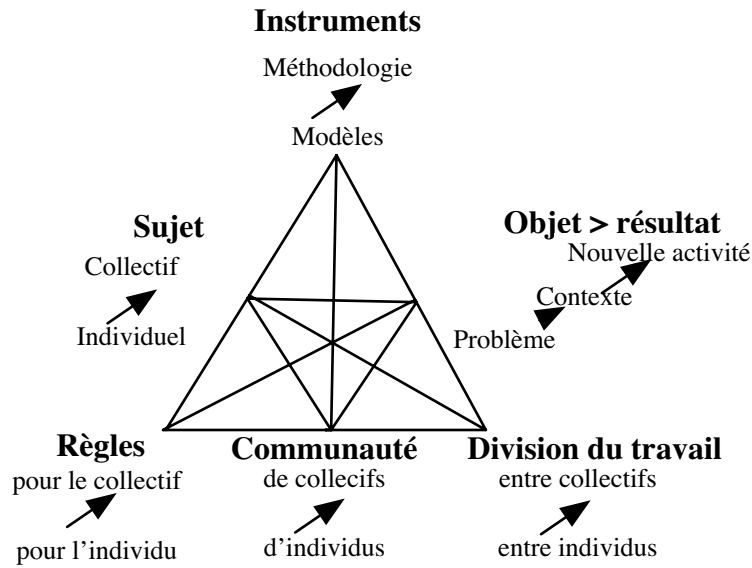 Instruments
Méthodologie
Modèles
Sujet
Collectif
Individuel
Objet > résultat
Nouvelle activité
Contexte
Problème
Règles
pour le collectif
pour l'individu
Communauté
de collecifs
d'individus
Division du travail
entre collectifs
entre individus